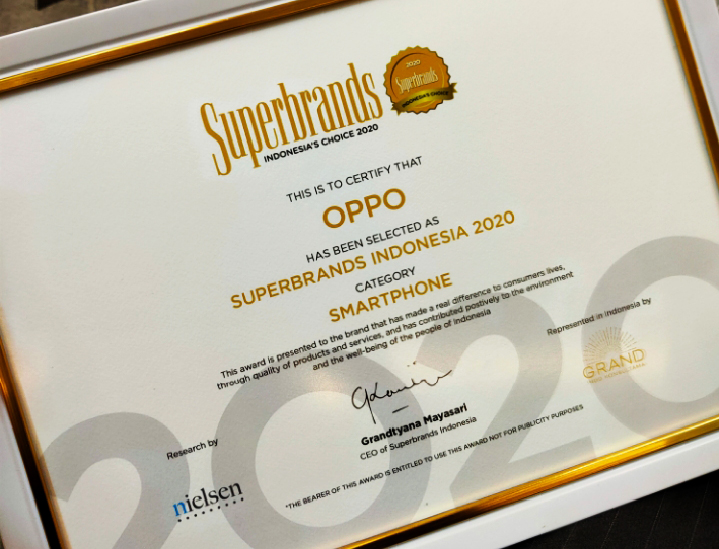 Superbrands
INDONESIA'S CHOICE 2020
2020
Superbrands
INDONESIA'S CHOICE
THIS IS TO CERTIFY THAT
OPPO
HAS BEEN SELECTED AS
SUPERBRANDS INDONESIA 2020
CATEGORY
SMARTPHONE
This award is presented to the brand that has made a real difference to consumers lives,
through quality of products and services, and has contributed postively to the environment
and the well-being of the people of Indonesia
Represented in Indonesia by
GRAND
Grandtyana Mayasari
CEO of Superbrands Indonesia
Research by
nielsen
*THE BEARER OF THIS AWARD IS ENTITLED TO USE THIS AWARD NOT FOR PUBLICITY PURPOSES
2020